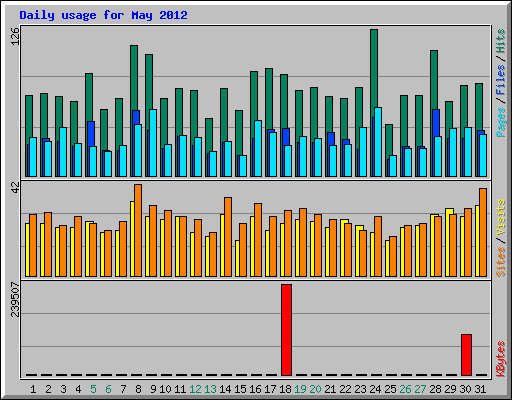 Daily usage for May 2012
126
Pages / Files / Hits
42
Sites / Visits
239507
KBytes
1 2 3 4 5 6 7 8 9 10 11 12 13 14 15 16 17 18 19 20 21 22 23 24 25 26 27 28 29 30 31